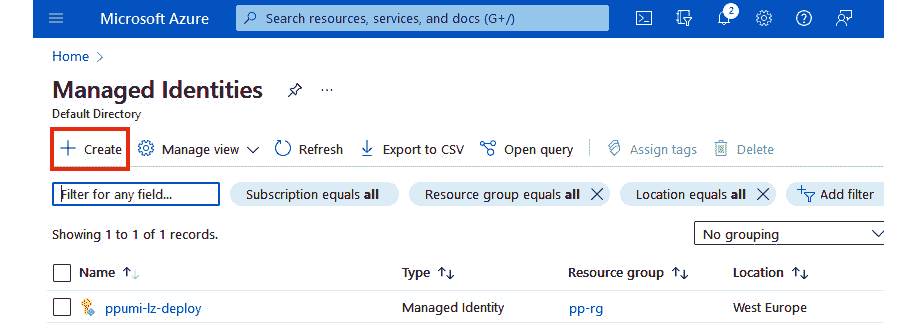 Microsoft Azure
Search resources, services, and docs (G+/)
2
Home
Managed Identities
...
Default Directory
+ Create
Manage view
Refresh
Export to CSV
Open query
Assign tags
Delete
Filter for any field...
Subscription equals all
Resource group equals all
Location equals all
Add filter
Showing 1 to 1 of 1 records.
No grouping
Name
Type
Resource group
Location
ppumi-lz-deploy
Managed Identity
pp-rg
West Europe